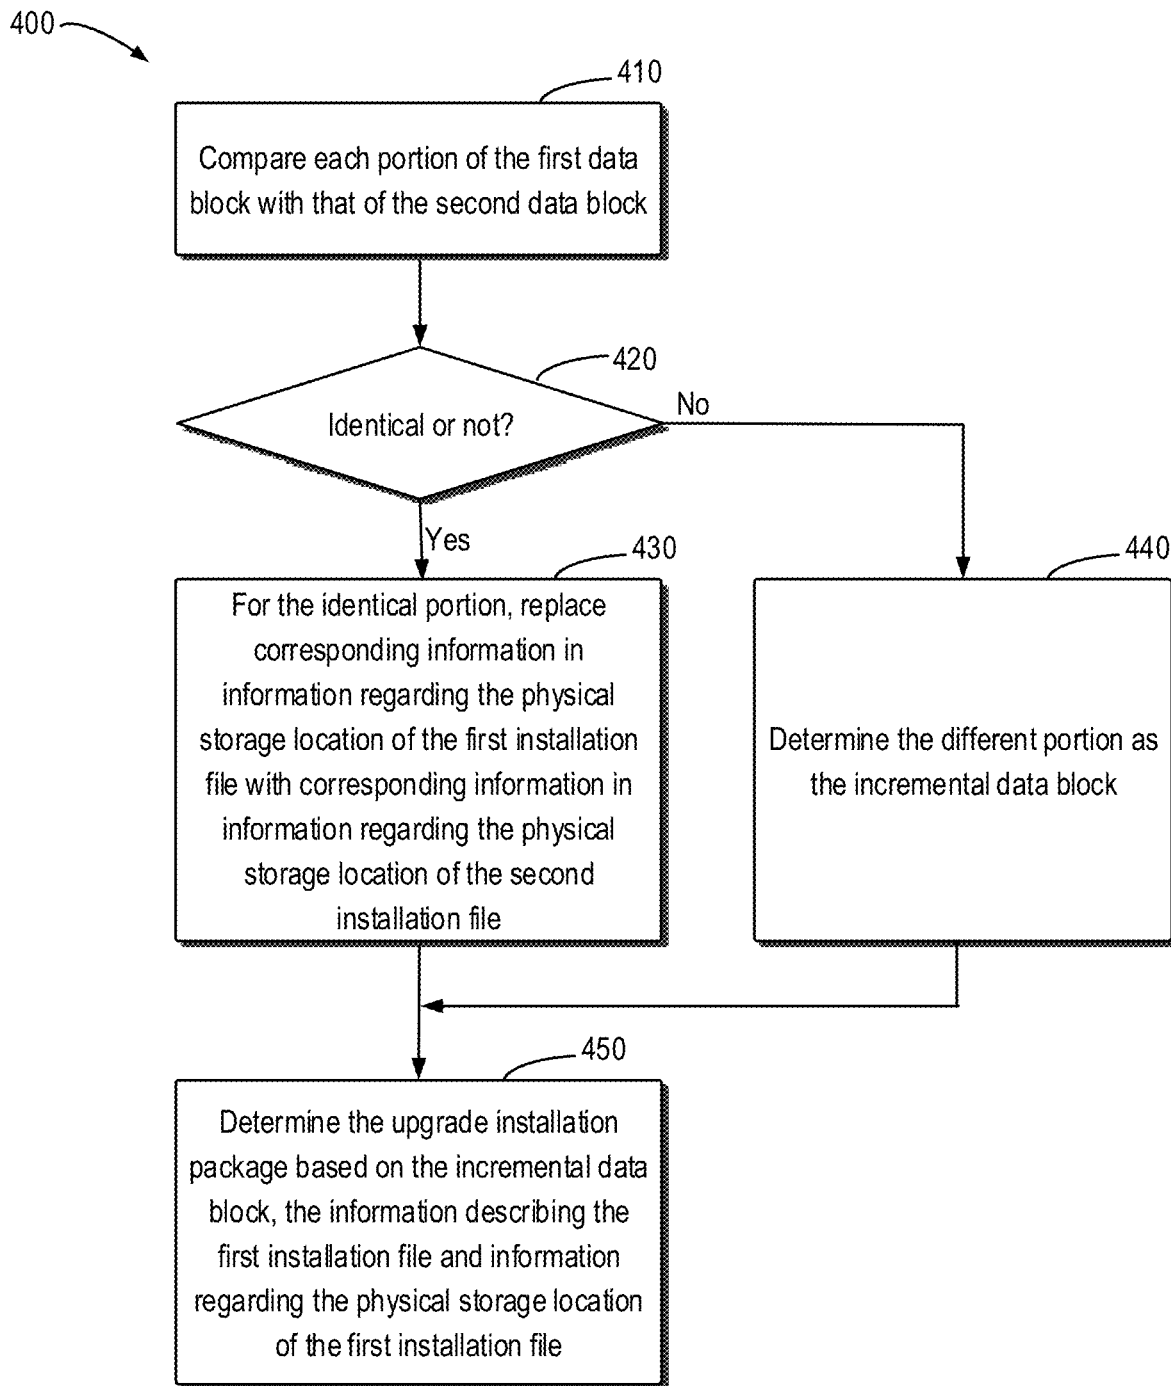 400
410
Compare each portion of the first data
block with that of the second data block
420
Identical or not?
No
Yes
430
For the identical portion, replace
corresponding information in
information regarding the physical
storage location of the first installation
file with corresponding information in
information regarding the physical
storage location of the second
installation file
440
Determine the different portion as
the incremental data block
450
Determine the upgrade installation
package based on the incremental data
block, the information describing the
first installation file and information
regarding the physical storage location
of the first installation file